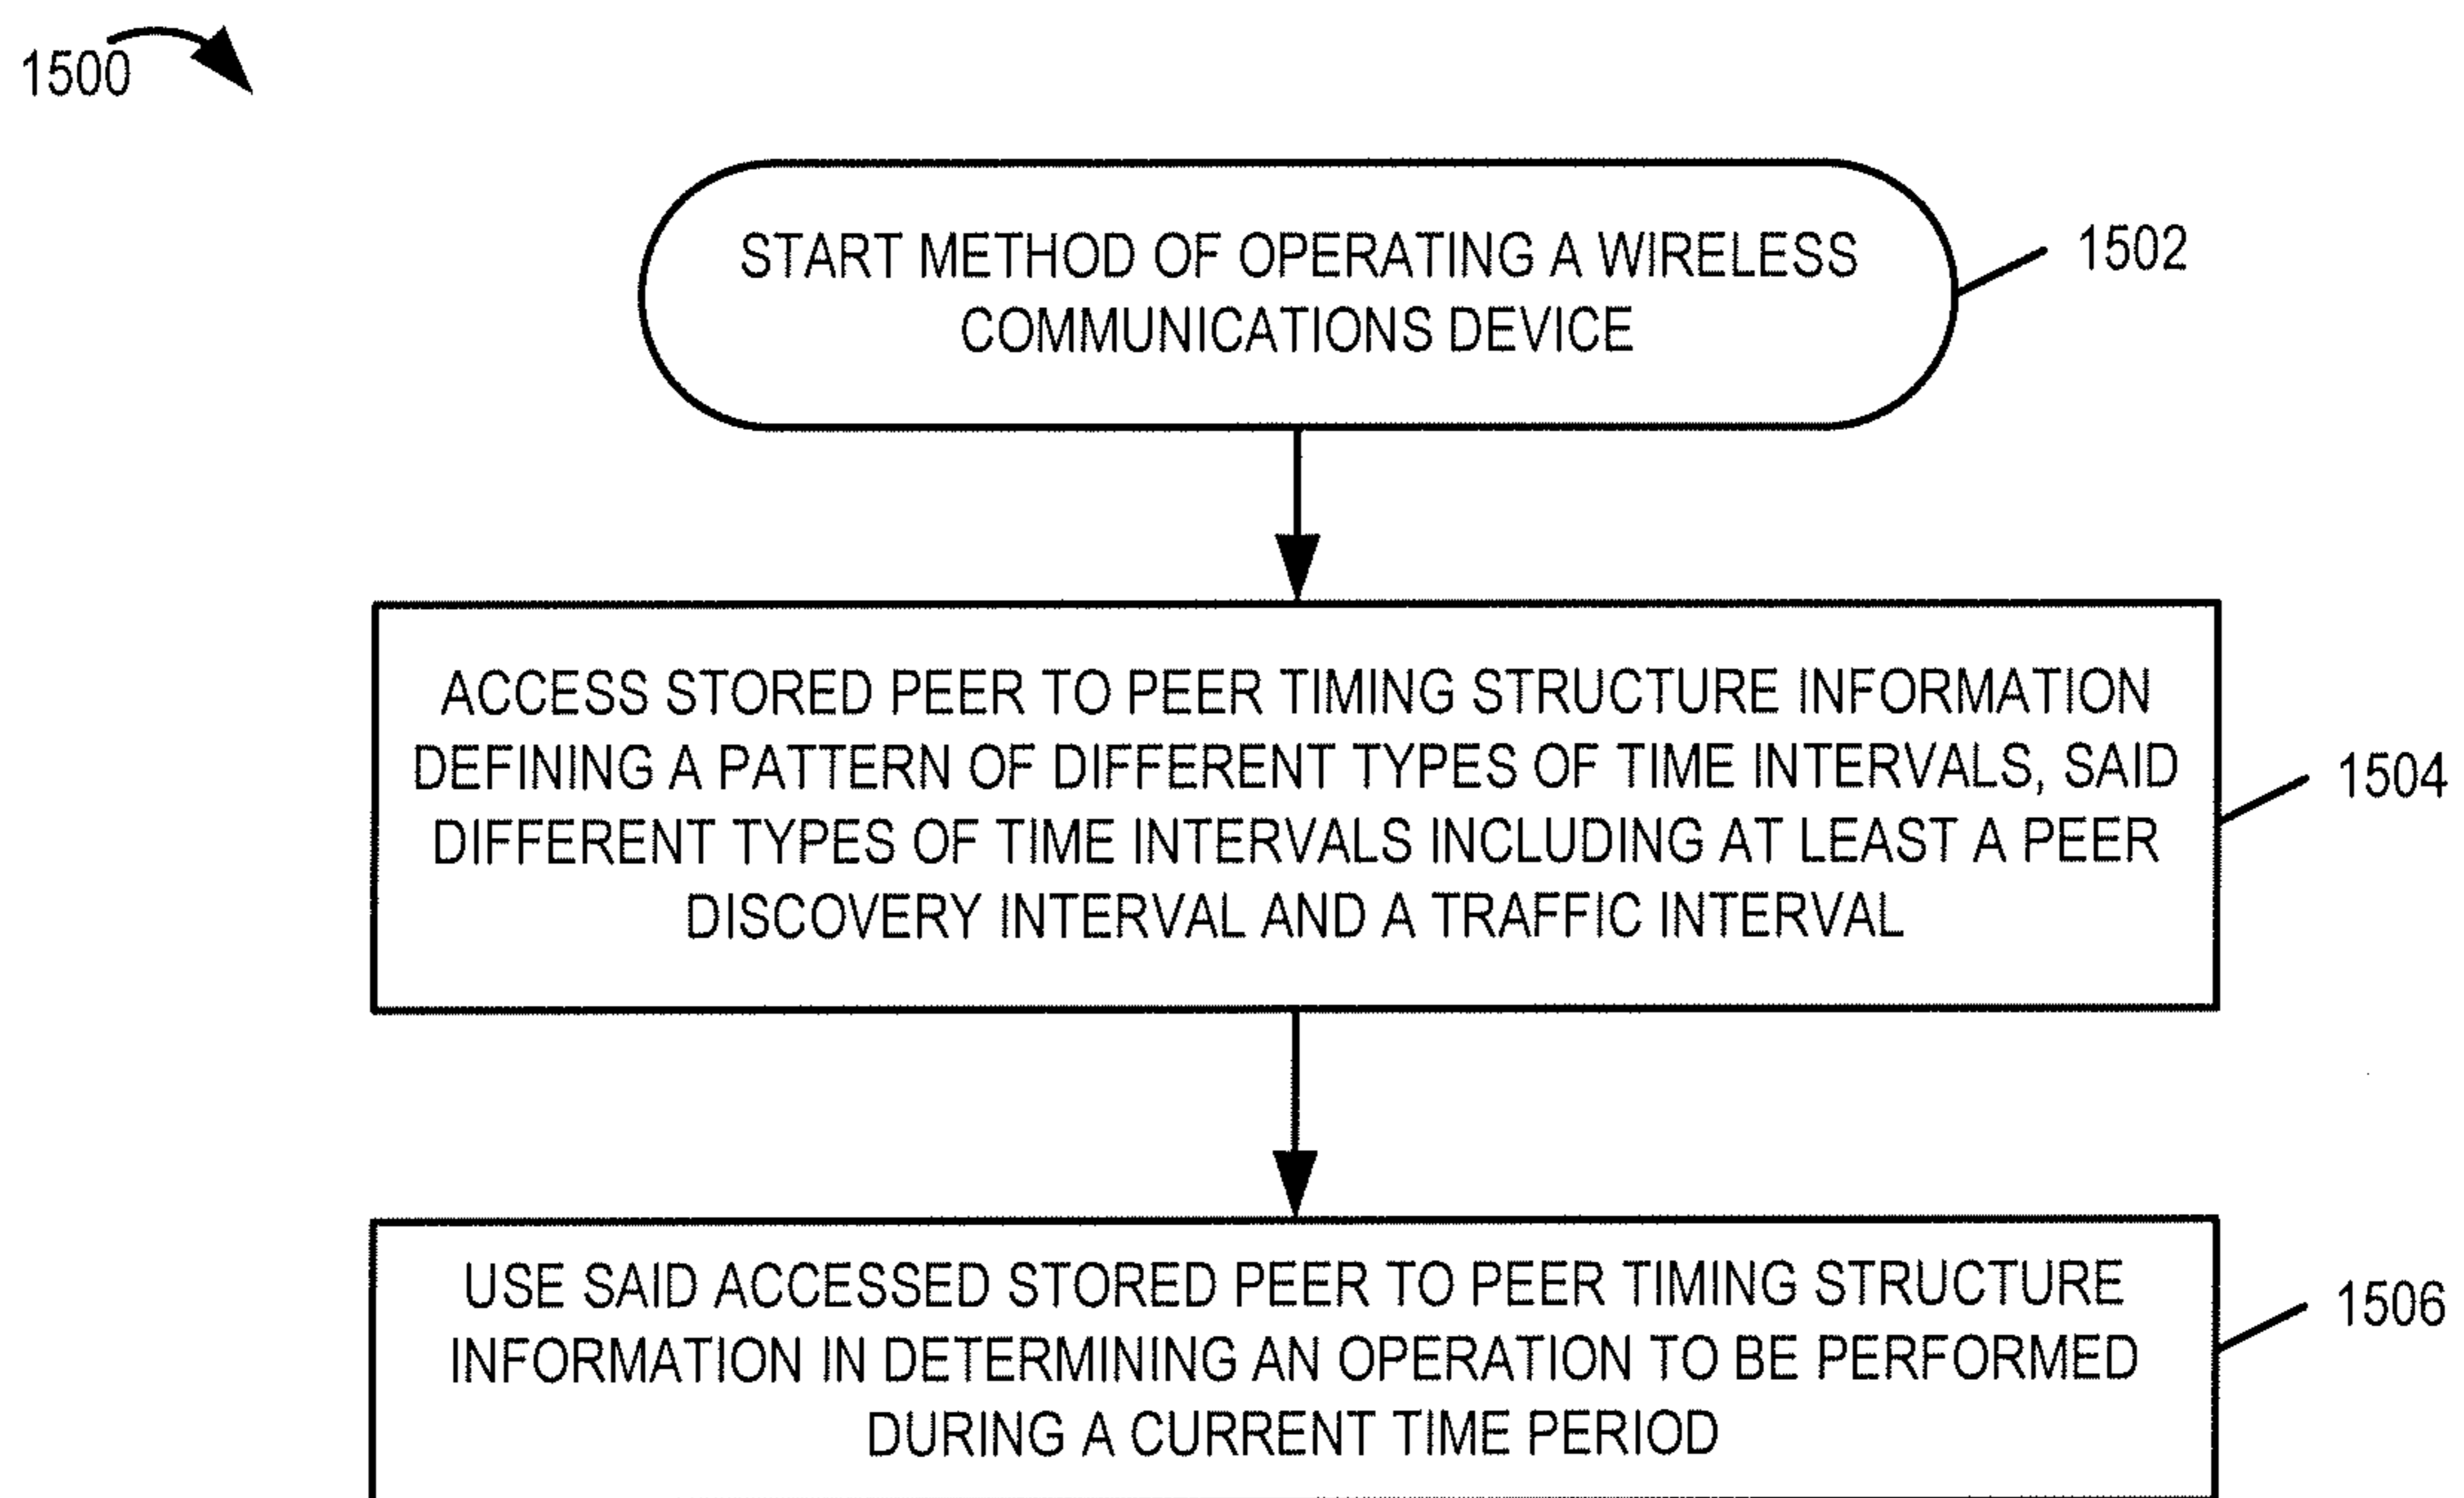 1500
START METHOD OF OPERATING A WIRELESS
COMMUNICATIONS DEVICE
1502
ACCESS STORED PEER TO PEER TIMING STRUCTURE INFORMATION
DEFINING A PATTERN OF DIFFERENT TYPES OF TIME INTERVALS, SAID
DIFFERENT TYPES OF TIME INTERVALS INCLUDING AT LEAST A PEER
DISCOVERY INTERVAL AND A TRAFFIC INTERVAL
1504
USE SAID ACCESSED STORED PEER TO PEER TIMING STRUCTURE
INFORMATION IN DETERMINING AN OPERATION TO BE PERFORMED
DURING A CURRENT TIME PERIOD
1506